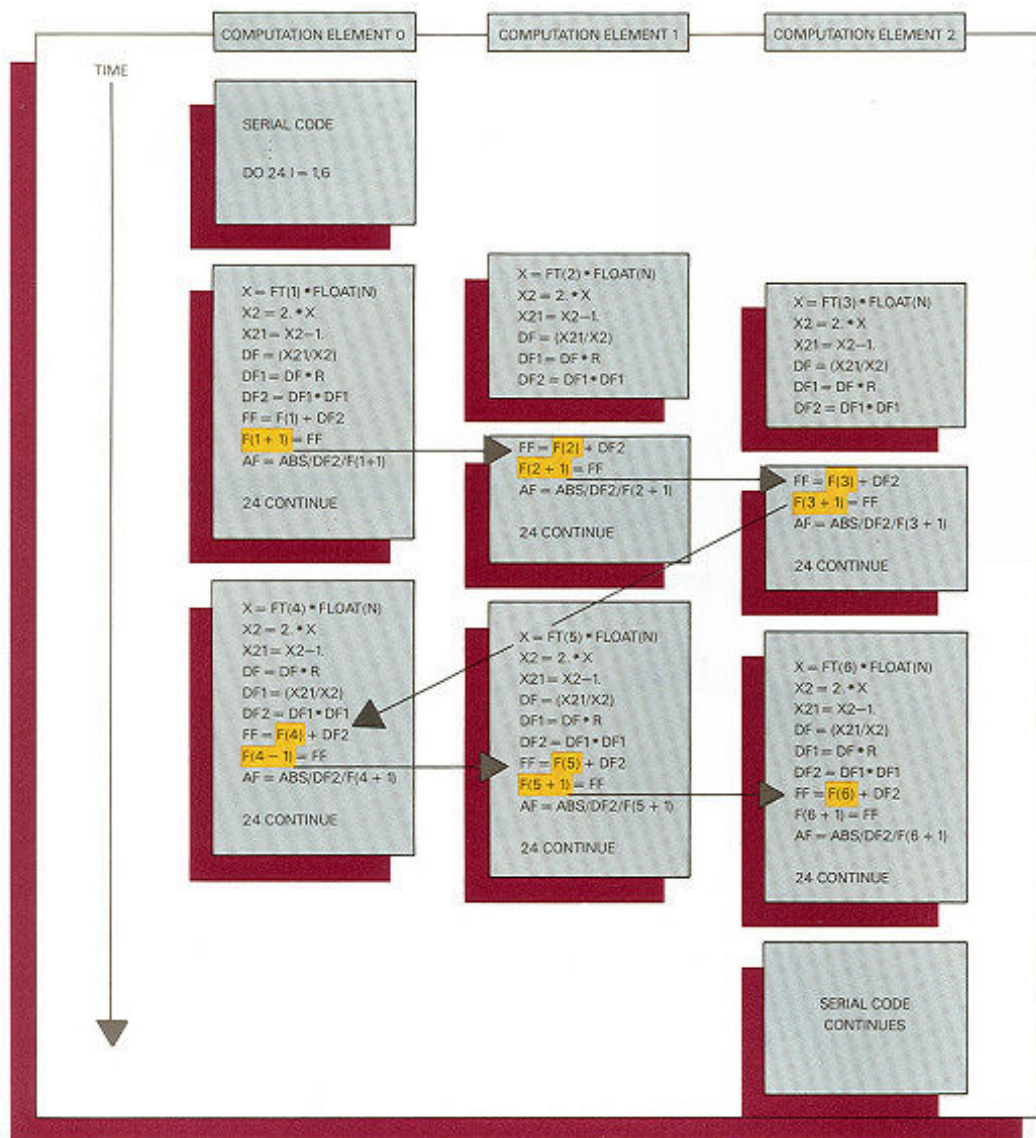 COMPUTATION ELEMENT 0
COMPUTATION ELEMENT 1
COMPUTATION ELEMENT 2
TIME
SERIAL CODE
:
DO 24 I = 1,6
X = FT(1) * FLOAT(N)
X2 = 2. * X
X21 = X2–1.
DF = (X21/X2)
DF1 = DF * R
DF2 = DF1 * DF1
FF = F(1) + DF2
F(1 + 1) = FF
AF = ABS/DF2/F(1+1)
24 CONTINUE
X = FT(2) * FLOAT(N)
X2 = 2. * X
X21 = X2–1.
DF = (X21/X2)
DF1 = DF * R
DF2 = DF1 * DF1
FF = F(2) + DF2
F(2 + 1) = FF
AF = ABS/DF2/F(2 + 1)
24 CONTINUE
X = FT(3) * FLOAT(N)
X2 = 2. * X
X21 = X2–1.
DF = (X21/X2)
DF1 = DF * R
DF2 = DF1 * DF1
FF = F(3) + DF2
F(3 + 1) = FF
AF = ABS/DF2/F(3 + 1)
24 CONTINUE
X = FT(4) * FLOAT(N)
X2 = 2. * X
X21 = X2–1.
DF = DF * R
DF1 = (X21/X2)
DF2 = DF1 * DF1
FF = F(4) + DF2
F(4 – 1) = FF
AF = ABS/DF2/F(4 + 1)
24 CONTINUE
X = FT(5) * FLOAT(N)
X2 = 2. * X
X21 = X2–1.
DF = (X21/X2)
DF1 = DF * R
DF2 = DF1 * DF1
FF = F(5) + DF2
F(5 + 1) = FF
AF = ABS/DF2/F(5 + 1)
24 CONTINUE
X = FT(6) * FLOAT(N)
X2 = 2. * X
X21 = X2–1.
DF = (X21/X2)
DF1 = DF * R
DF2 = DF1 * DF1
FF = F(6) + DF2
F(6 + 1) = FF
AF = ABS/DF2/F(6 + 1)
24 CONTINUE
SERIAL CODE
CONTINUES